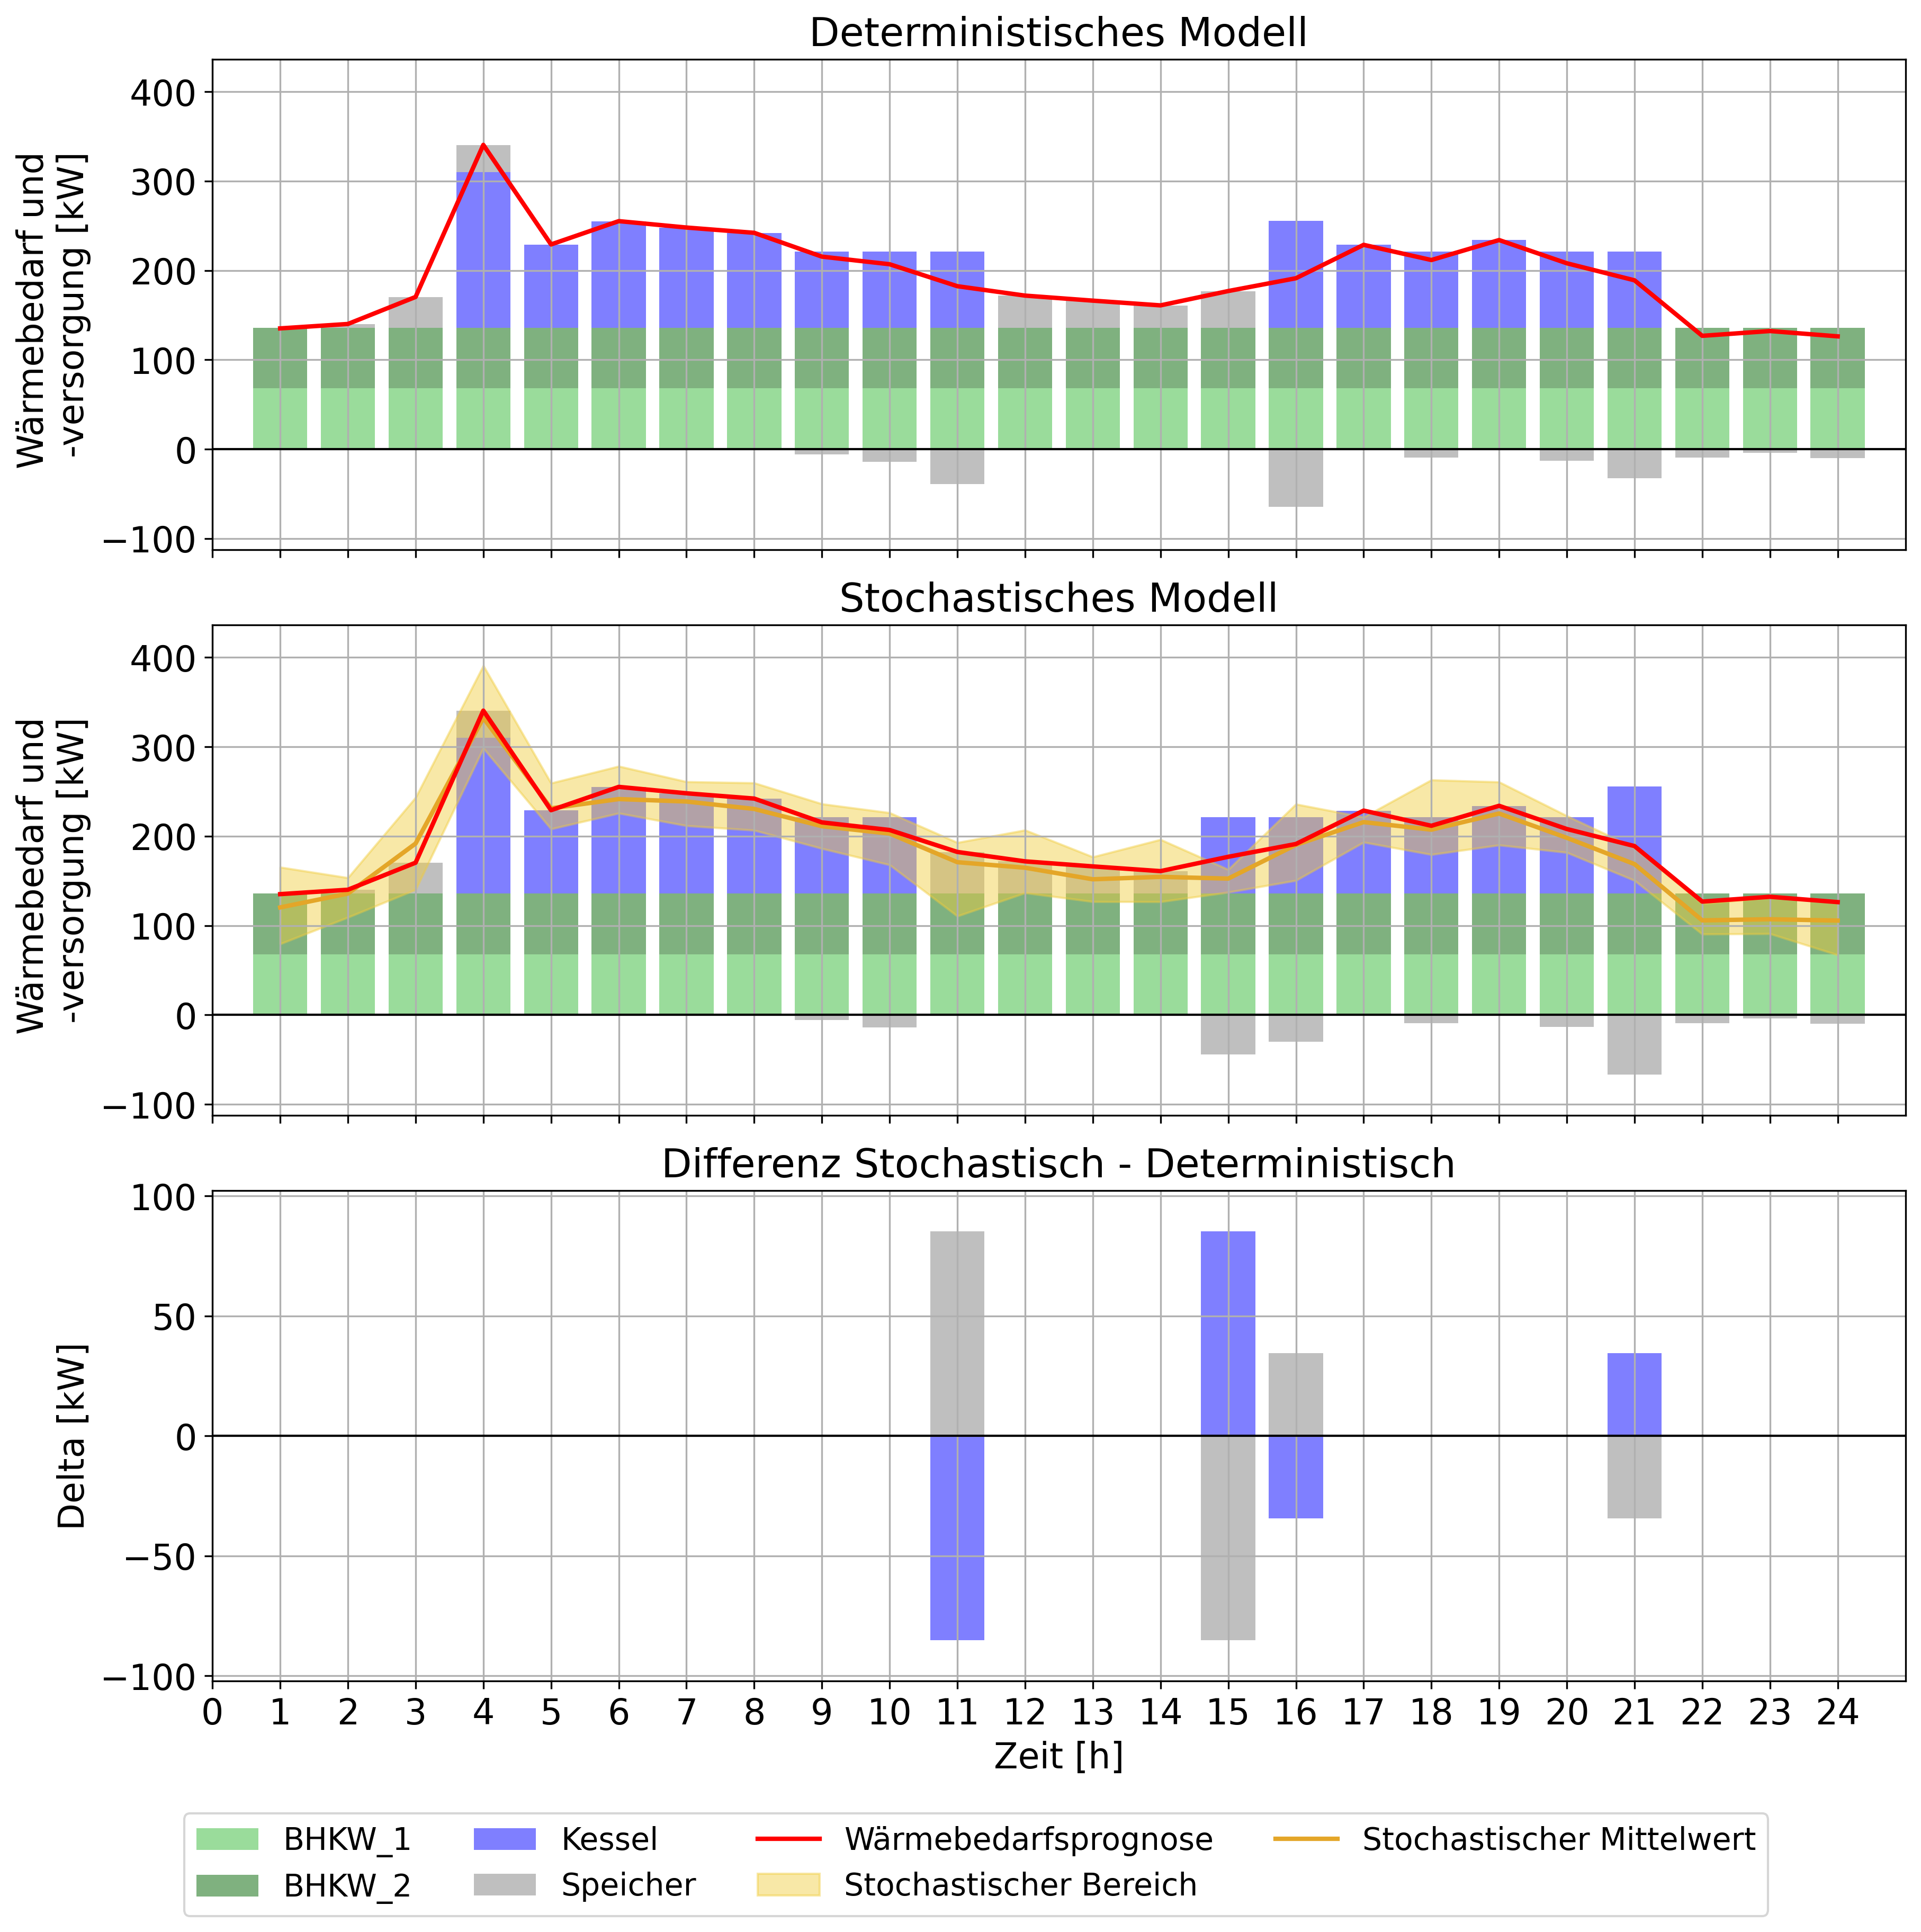 Deterministisches Modell
Wärmebedarf und
-versorgung [kW]
400
300
200
100
0
−100
Stochastisches Modell
Wärmebedarf und
-versorgung [kW]
400
300
200
100
0
−100
Differenz Stochastisch - Deterministisch
Delta [kW]
100
50
0
−50
−100
0 1 2 3 4 5 6 7 8 9 10 11 12 13 14 15 16 17 18 19 20 21 22 23 24
Zeit [h]
BHKW_1 Kessel Wärmebedarfsprognose Stochastischer Mittelwert
BHKW_2 Speicher Stochastischer Bereich